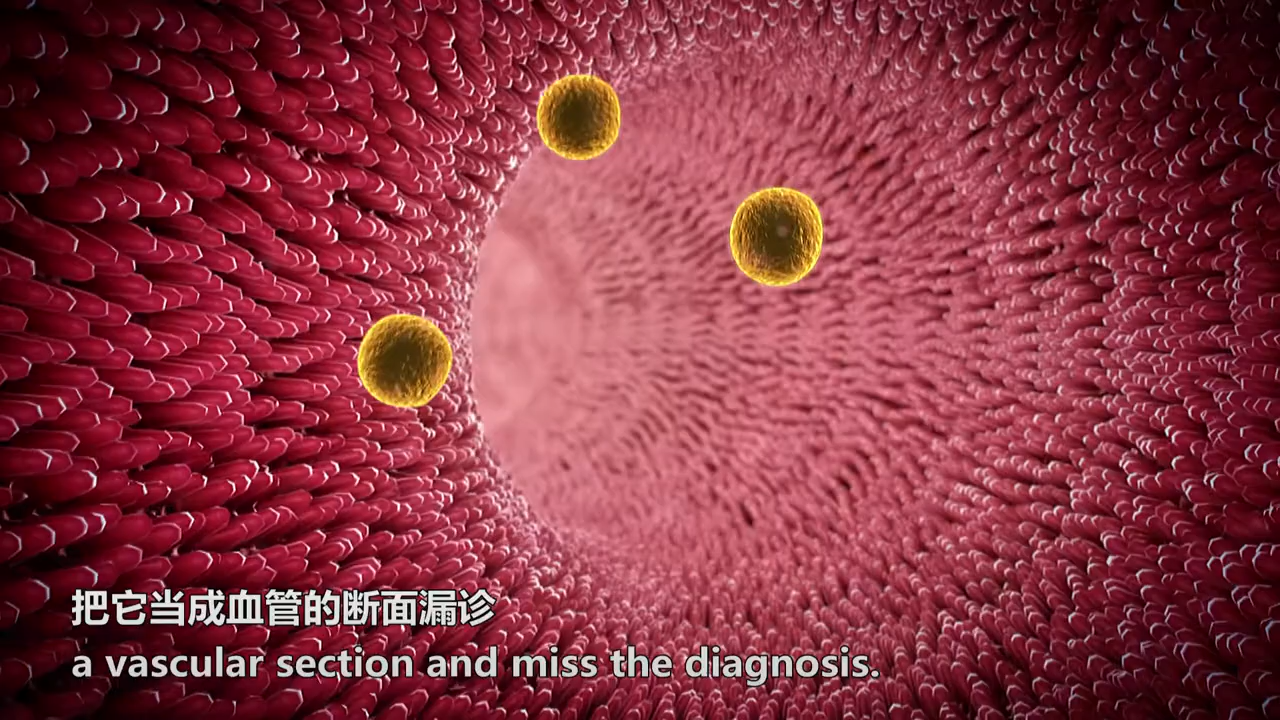 把它当成血管的断面漏诊
a vascular section and miss the diagnosis.